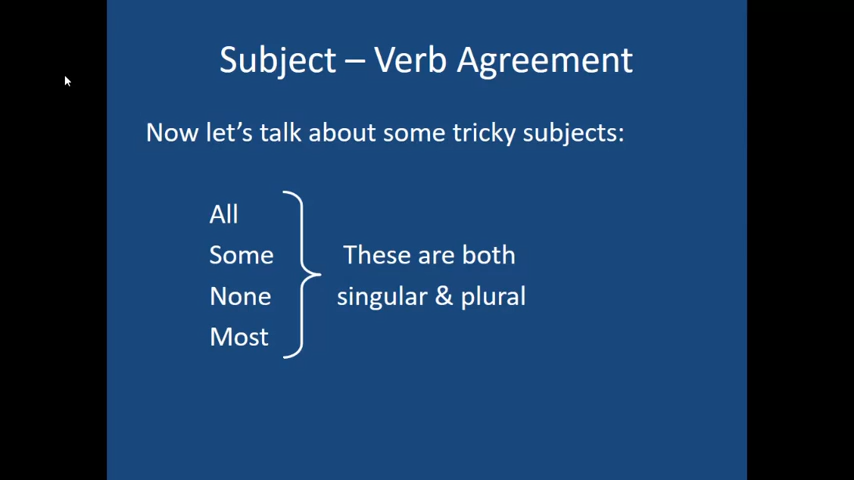 Subject – Verb Agreement
Now let's talk about some tricky subjects:
All
Some
None
Most
These are both
singular & plural